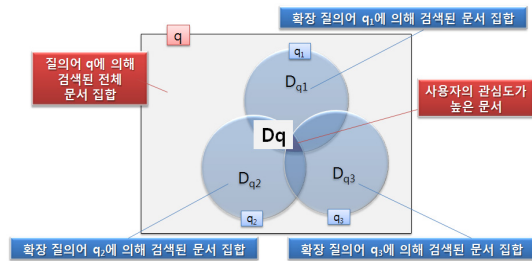 확장 질의어 q1에 의해 검색된 문서 집합
q
q1
질의어 q에 의해
검색된 전체
문서 집합
Dq1
사용자의 관심도가
높은 문서
Dq
Dq2
Dq3
q2
q3
확장 질의어 q2에 의해 검색된 문서 집합
확장 질의어 q3에 의해 검색된 문서 집합